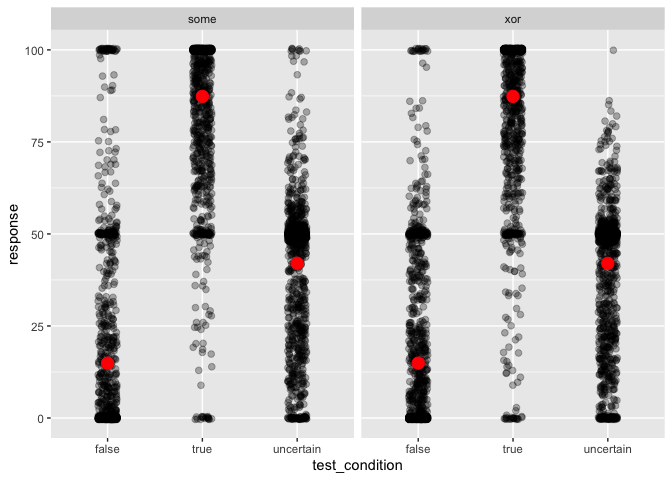 some
xor
100
75
50
25
0
response
false
true
uncertain
false
true
uncertain
test_condition